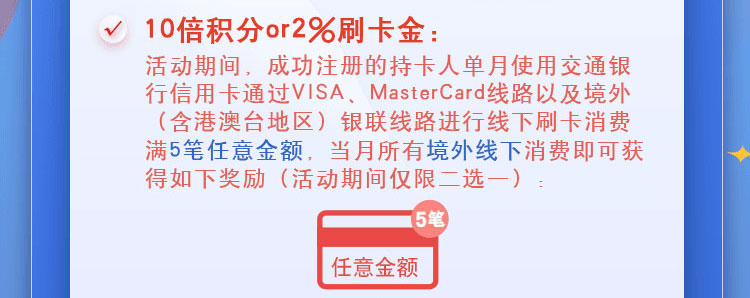 10倍积分or2%刷卡金：
活动期间，成功注册的持卡人单月使用交通银
行信用卡通过VISA、MasterCard线路以及境外
（含港澳台地区）银联线路进行线下刷卡消费
满5笔任意金额，当月所有境外线下消费即可获
得如下奖励（活动期间仅限二选一）：
5笔
任意金额